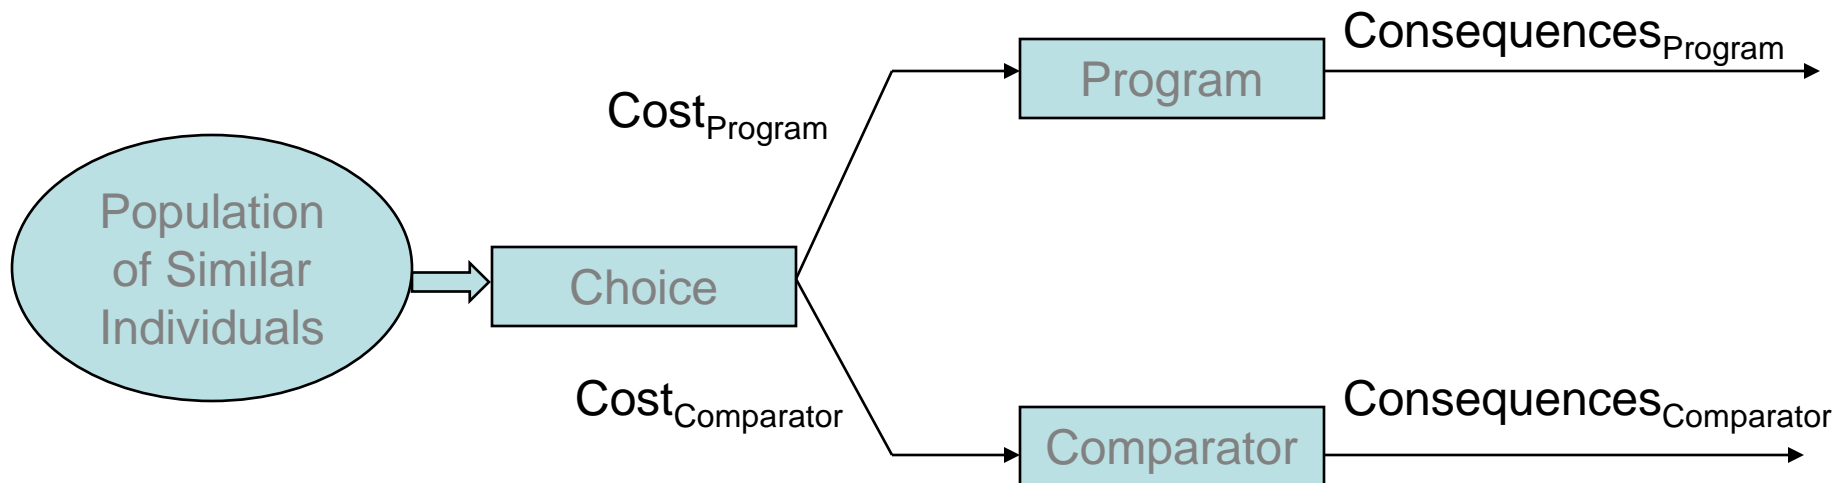 Population
of Similar
Individuals
Choice
Cost_Program
Cost_Comparator
Program
Comparator
Consequences_Program
Consequences_Comparator